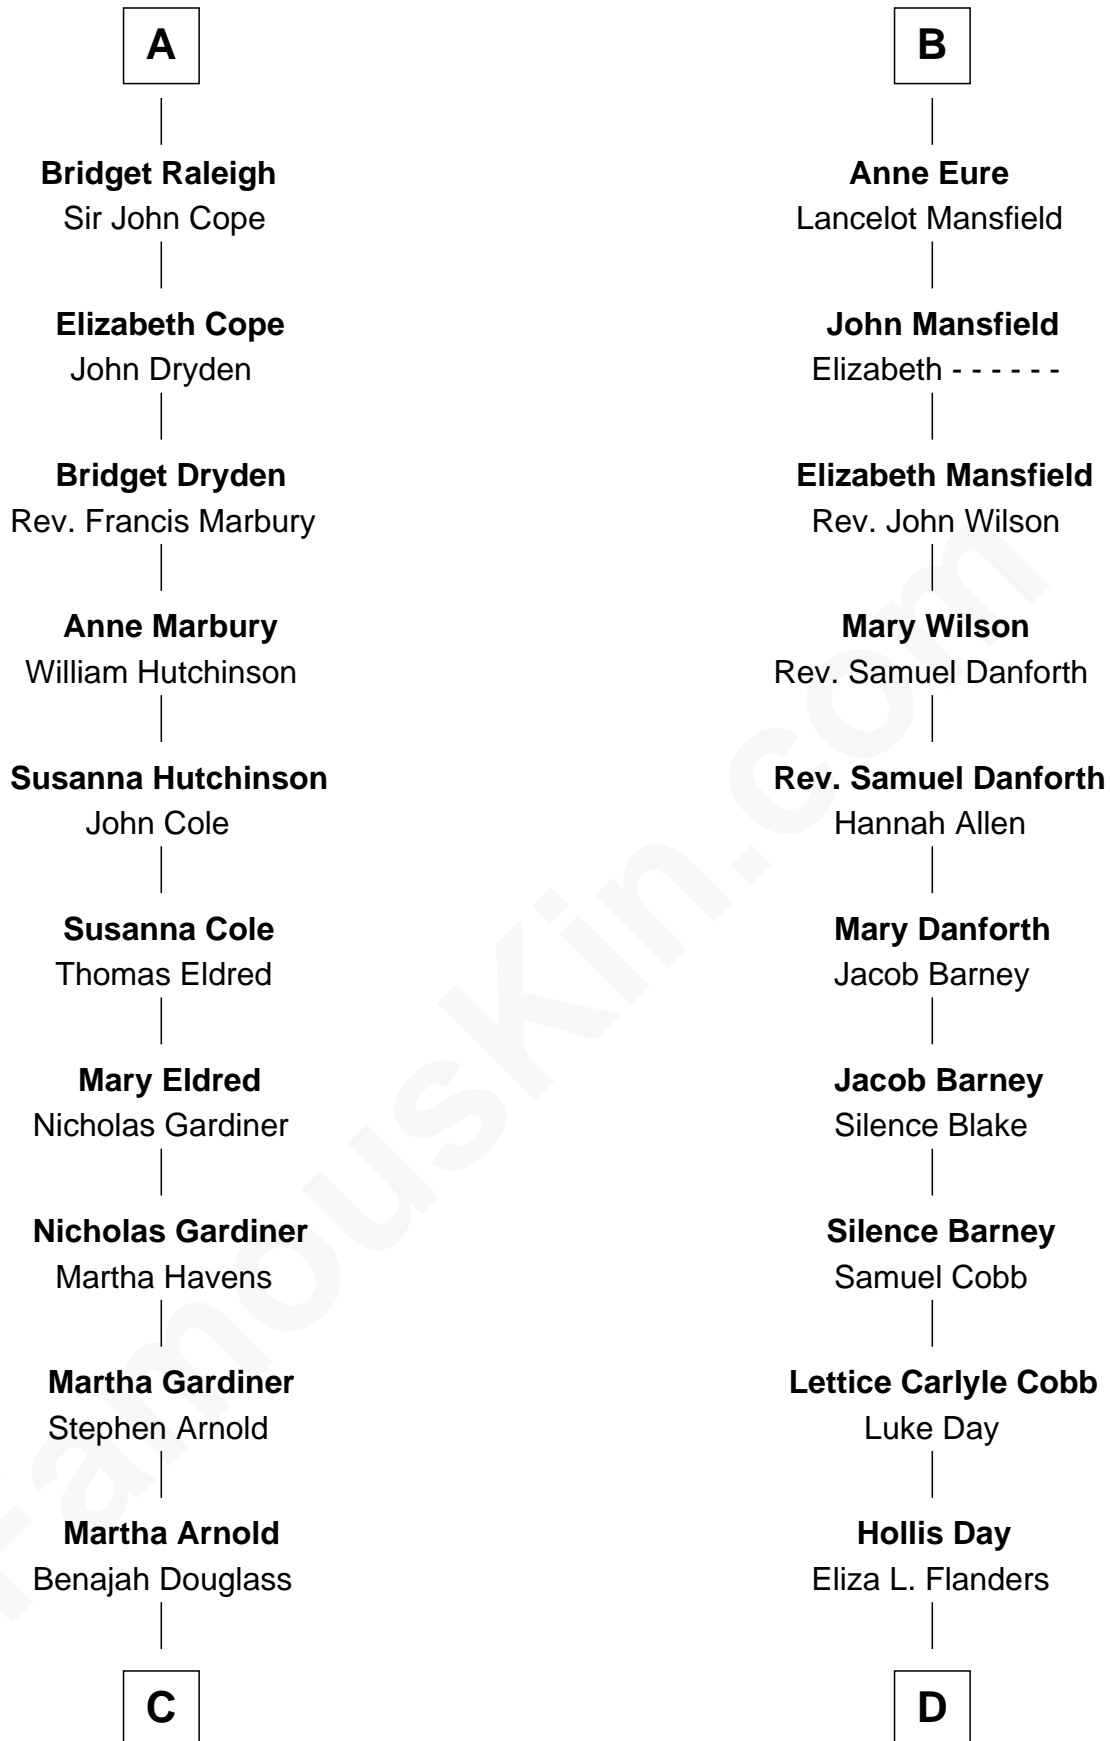 A
Bridget Raleigh
Sir John Cope
Elizabeth Cope
John Dryden
Bridget Dryden
Rev. Francis Marbury
Anne Marbury
William Hutchinson
Susanna Hutchinson
John Cole
Susanna Cole
Thomas Eldred
Mary Eldred
Nicholas Gardiner
Nicholas Gardiner
Martha Havens
Martha Gardiner
Stephen Arnold
Martha Arnold
Benajah Douglass
C
B
Anne Eure
Lancelot Mansfield
John Mansfield
Elizabeth - - - - - -
Elizabeth Mansfield
Rev. John Wilson
Mary Wilson
Rev. Samuel Danforth
Rev. Samuel Danforth
Hannah Allen
Mary Danforth
Jacob Barney
Jacob Barney
Silence Blake
Silence Barney
Samuel Cobb
Lettice Carlyle Cobb
Luke Day
Hollis Day
Eliza L. Flanders
D
FamousKin.com